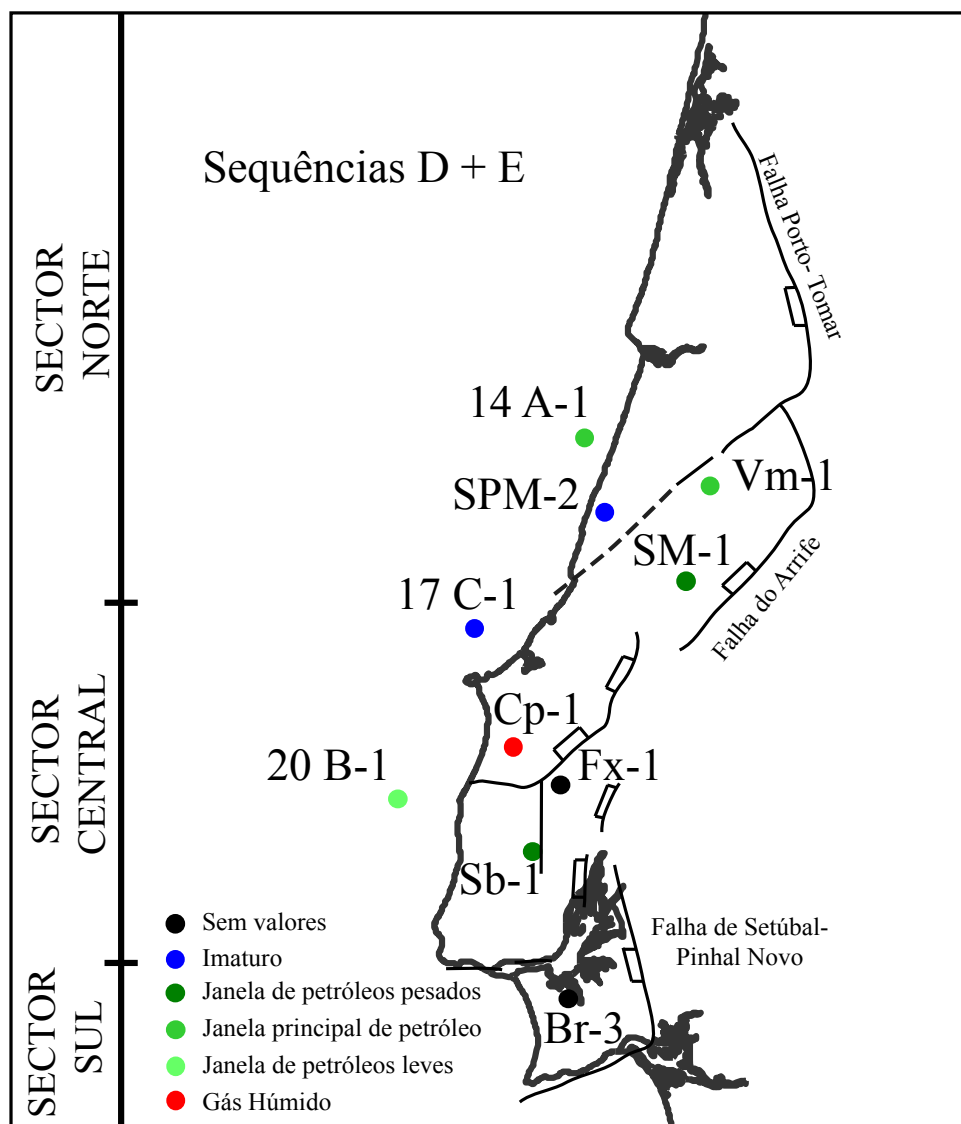 Sequências D + E
SECTOR
NORTE
SECTOR
CENTRAL
SECTOR
SUL
Falha Porto- Tomar
14 A-1
Vm-1
SPM-2
SM-1
Falha do Arrife
17 C-1
Cp-1
20 B-1
Fx-1
Sb-1
Falha de Setúbal-
Pinhal Novo
Br-3
Sem valores
Imaturo
Janela de petróleos pesados
Janela principal de petróleo
Janela de petróleos leves
Gás Húmido